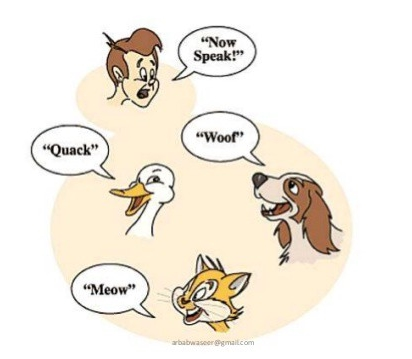 “Now
Speak!”
“Woof”
“Quack”
“Meow”
arbabwaseer@gmail.com